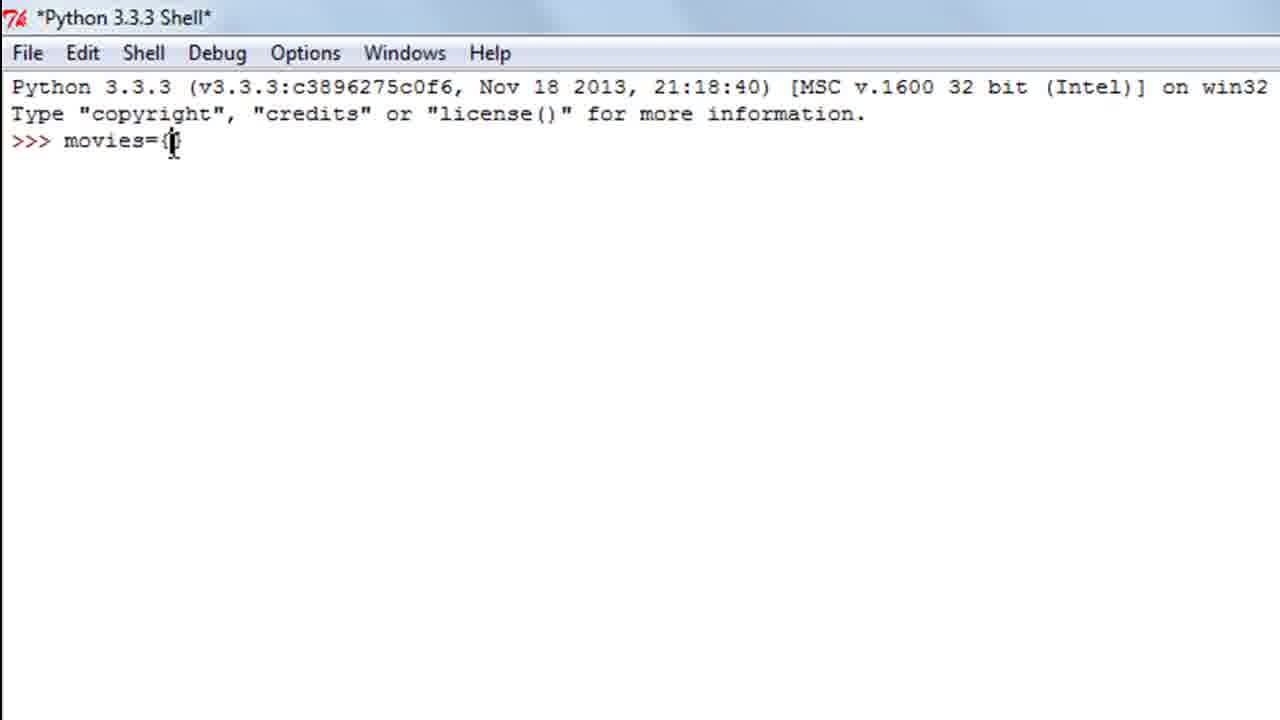 *Python 3.3.3 Shell*
File Edit Shell Debug Options Windows Help
Python 3.3.3 (v3.3.3:c3896275c0f6, Nov 18 2013, 21:18:40) [MSC v.1600 32 bit (Intel)] on win32
Type "copyright", "credits" or "license()" for more information.
>>> movies={}